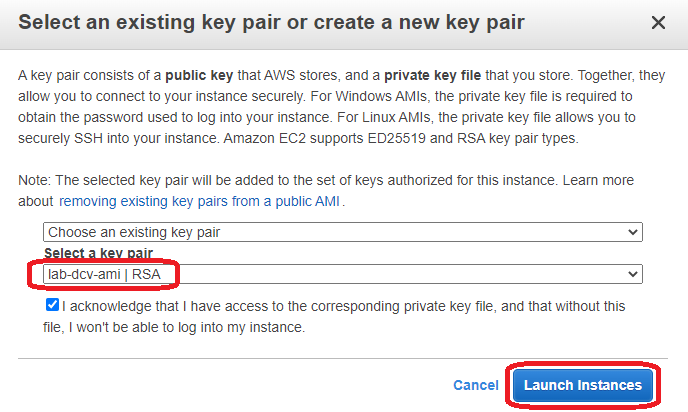 Select an existing key pair or create a new key pair
A key pair consists of a public key that AWS stores, and a private key file that you store. Together, they
allow you to connect to your instance securely. For Windows AMIs, the private key file is required to
obtain the password used to log into your instance. For Linux AMIs, the private key file allows you to
securely SSH into your instance. Amazon EC2 supports ED25519 and RSA key pair types.
Note: The selected key pair will be added to the set of keys authorized for this instance. Learn more
about removing existing key pairs from a public AMI .
Choose an existing key pair
Select a key pair
lab-dcv-ami | RSA
I acknowledge that I have access to the corresponding private key file, and that without this
file, I won't be able to log into my instance.
Cancel Launch Instances